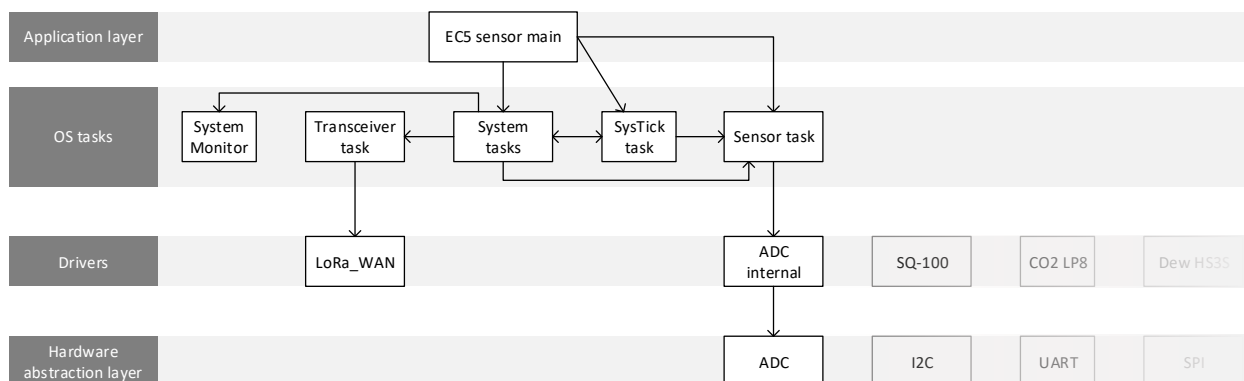 Application layer
EC5 sensor main
OS tasks
System
Monitor
Transceiver
task
System
tasks
SysTick
task
Sensor task
Drivers
LoRa_WAN
ADC
internal
SQ-100
CO2 LP8
Dew HS3S
Hardware
abstraction layer
ADC
I2C
UART
SPI